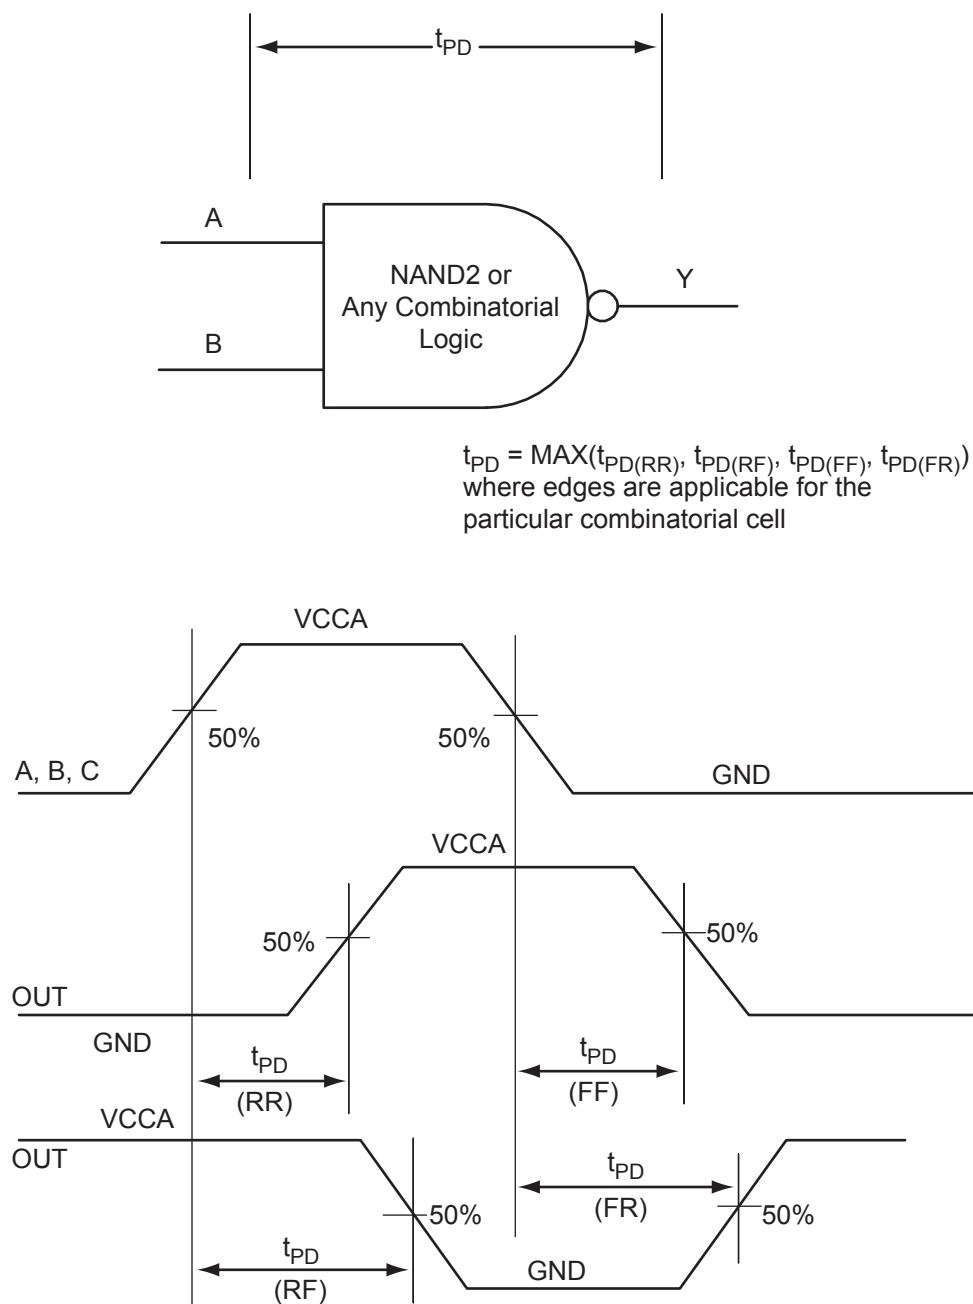 tPD
A
NAND2 or
Any Combinatorial
Logic
Y
B
tPD = MAX(tPD(RR), tPD(RF), tPD(FF), tPD(FR))
where edges are applicable for the
particular combinatorial cell
VCCA
50%
50%
A, B, C
GND
VCCA
50%
50%
OUT
GND
tPD
(RR)
tPD
(FF)
VCCA
OUT
tPD
(FR)
50%
50%
tPD
(RF)
GND